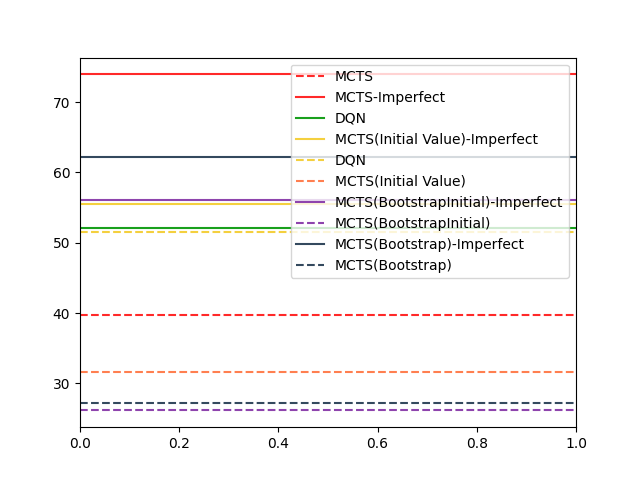 70
60
50
40
30
0.0 0.2 0.4 0.6 0.8 1.0
MCTS
MCTS-Imperfect
DQN
MCTS(Initial Value)-Imperfect
DQN
MCTS(Initial Value)
MCTS(BootstrapInitial)-Imperfect
MCTS(BootstrapInitial)
MCTS(Bootstrap)-Imperfect
MCTS(Bootstrap)